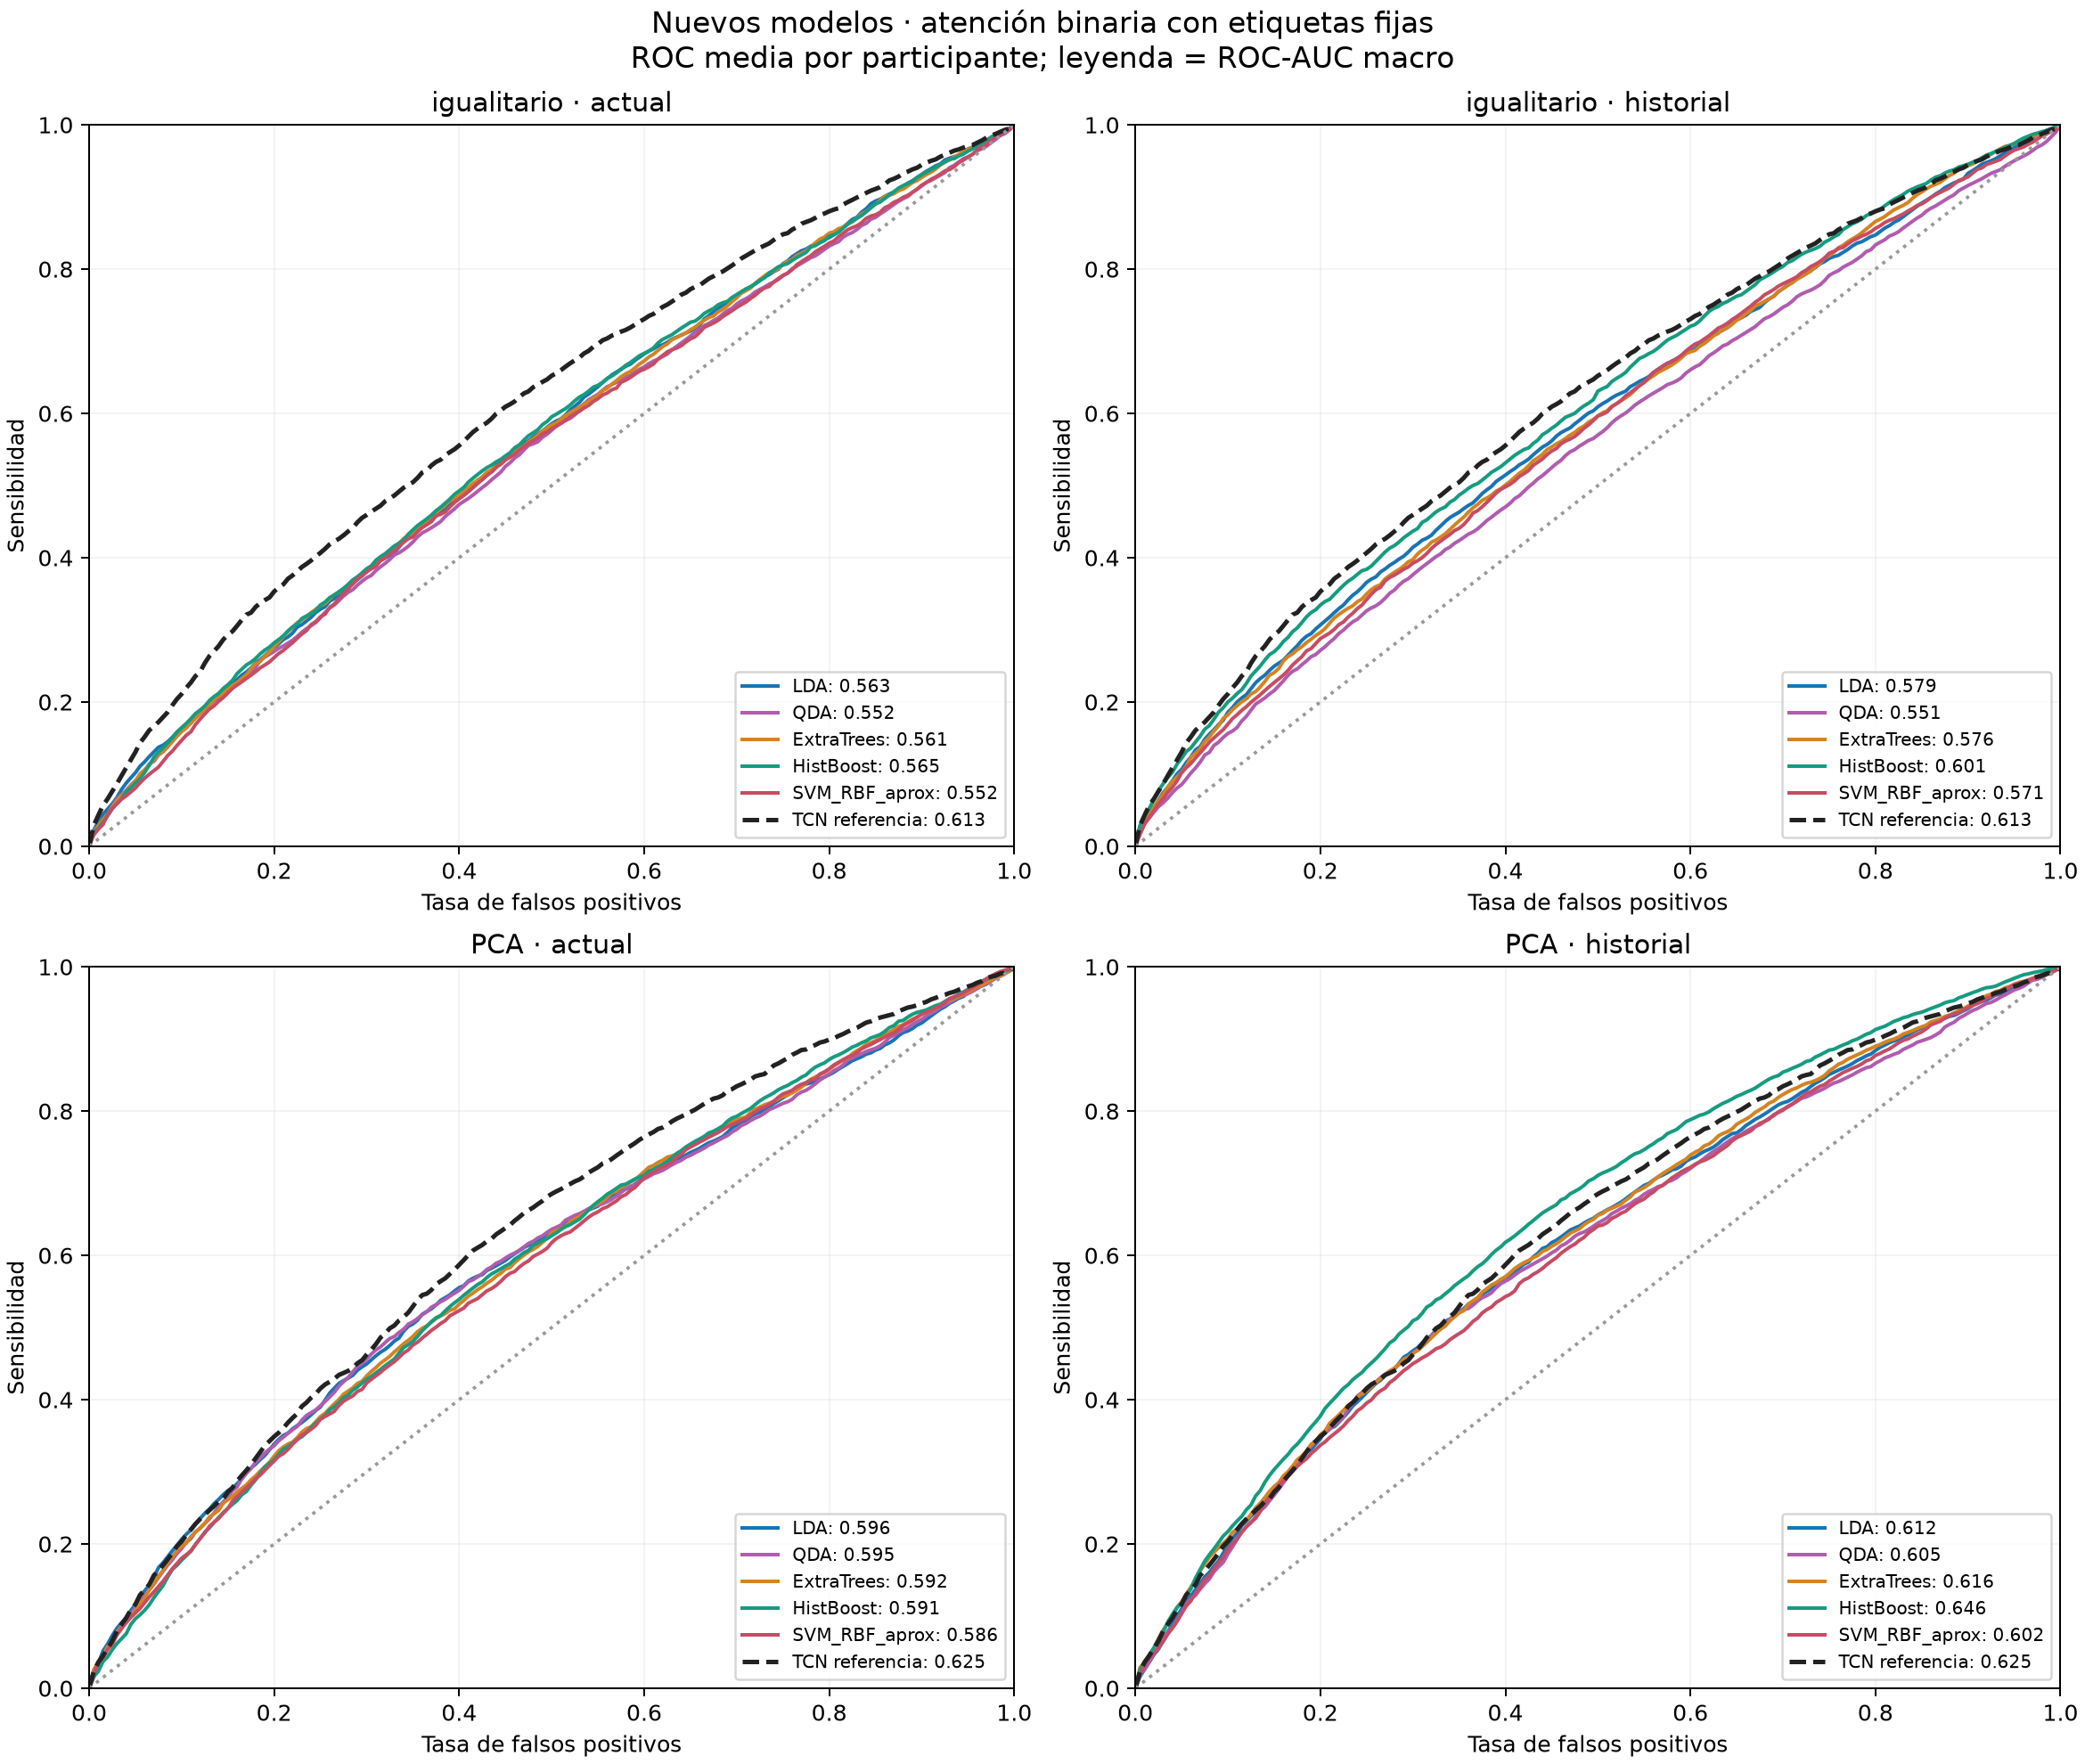 Nuevos modelos · atención binaria con etiquetas fijas
ROC media por participante; leyenda = ROC-AUC macro
igualitario · actual
1.0
0.8
0.6
0.4
0.2
0.0
Sensibilidad
LDA: 0.563
QDA: 0.552
ExtraTrees: 0.561
HistBoost: 0.565
SVM_RBF_aprox: 0.552
TCN referencia: 0.613
0.0 0.2 0.4 0.6 0.8 1.0
Tasa de falsos positivos
igualitario · historial
1.0
0.8
0.6
0.4
0.2
0.0
Sensibilidad
LDA: 0.579
QDA: 0.551
ExtraTrees: 0.576
HistBoost: 0.601
SVM_RBF_aprox: 0.571
TCN referencia: 0.613
0.0 0.2 0.4 0.6 0.8 1.0
Tasa de falsos positivos
PCA · actual
1.0
0.8
0.6
0.4
0.2
0.0
Sensibilidad
LDA: 0.596
QDA: 0.595
ExtraTrees: 0.592
HistBoost: 0.591
SVM_RBF_aprox: 0.586
TCN referencia: 0.625
0.0 0.2 0.4 0.6 0.8 1.0
Tasa de falsos positivos
PCA · historial
1.0
0.8
0.6
0.4
0.2
0.0
Sensibilidad
LDA: 0.612
QDA: 0.605
ExtraTrees: 0.616
HistBoost: 0.646
SVM_RBF_aprox: 0.602
TCN referencia: 0.625
0.0 0.2 0.4 0.6 0.8 1.0
Tasa de falsos positivos